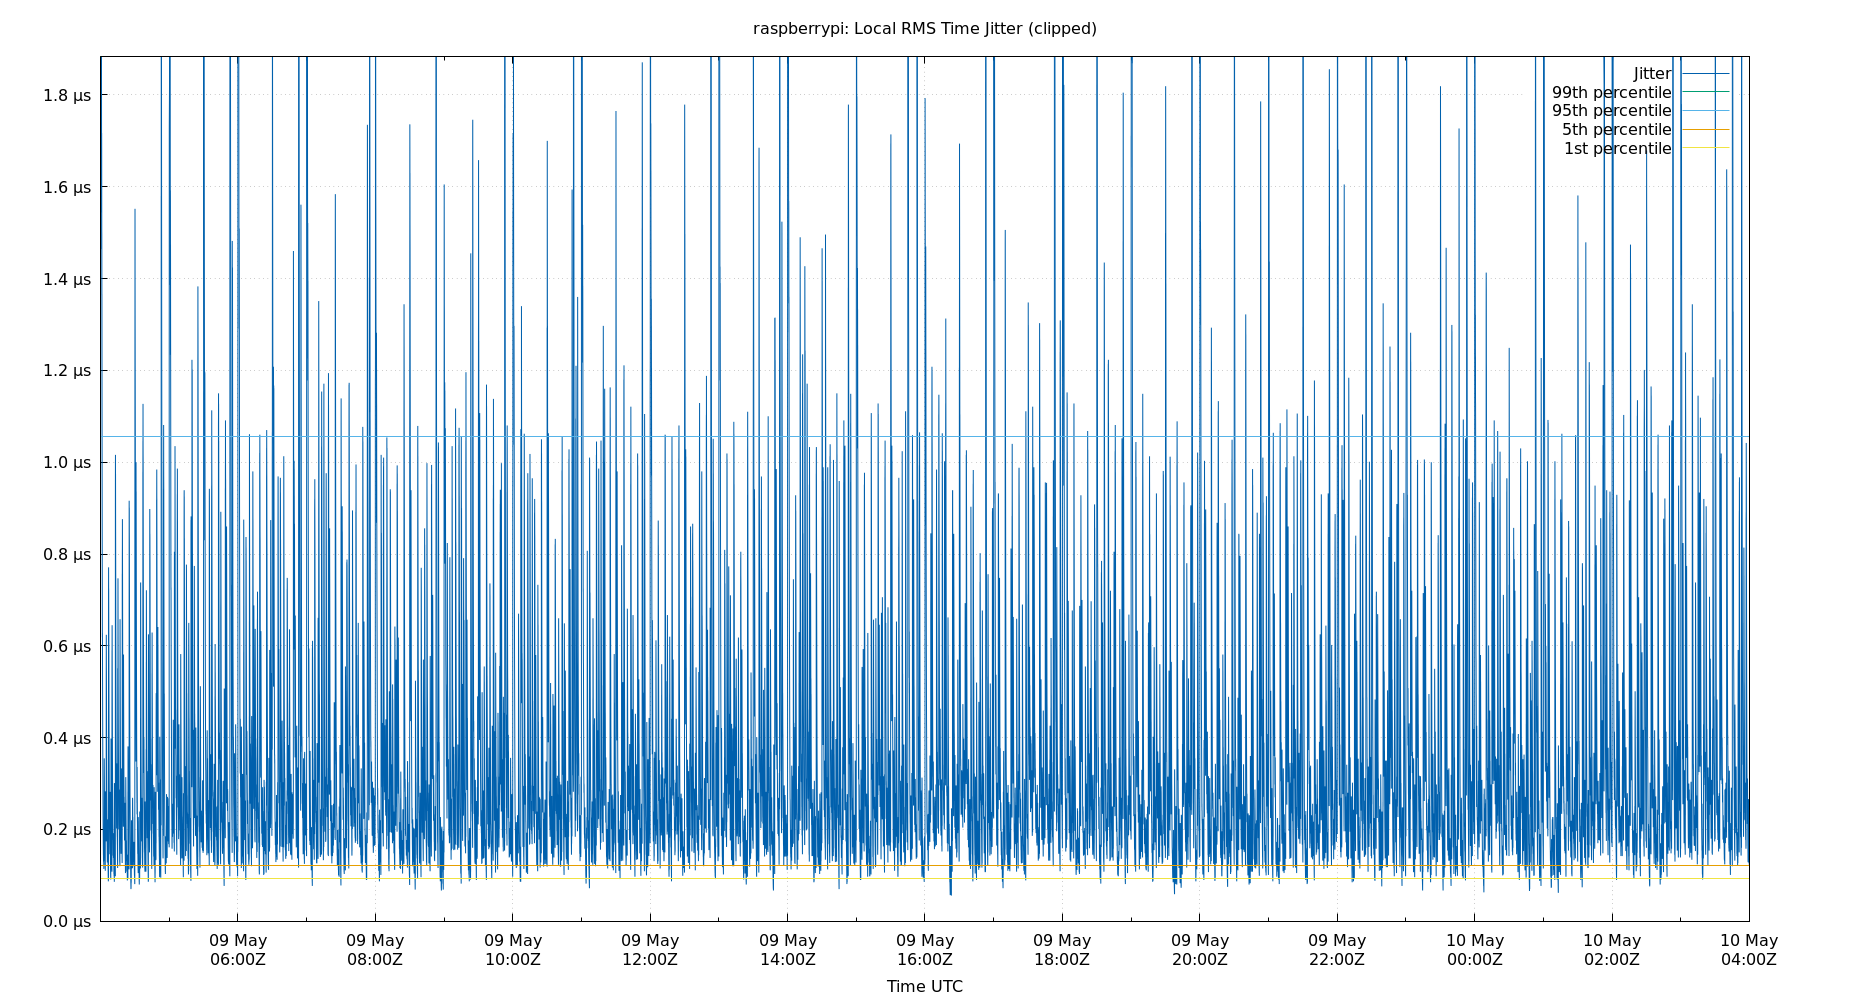 raspberrypi: Local RMS Time Jitter (clipped)
Jitter
99th percentile
95th percentile
5th percentile
1st percentile
1.8 µs
1.6 µs
1.4 µs
1.2 µs
1.0 µs
0.8 µs
0.6 µs
0.4 µs
0.2 µs
0.0 µs
09 May 09 May 09 May 09 May 09 May 09 May 09 May 09 May 09 May 10 May 10 May 10 May
06:00Z 08:00Z 10:00Z 12:00Z 14:00Z 16:00Z 18:00Z 20:00Z 22:00Z 00:00Z 02:00Z 04:00Z
Time UTC